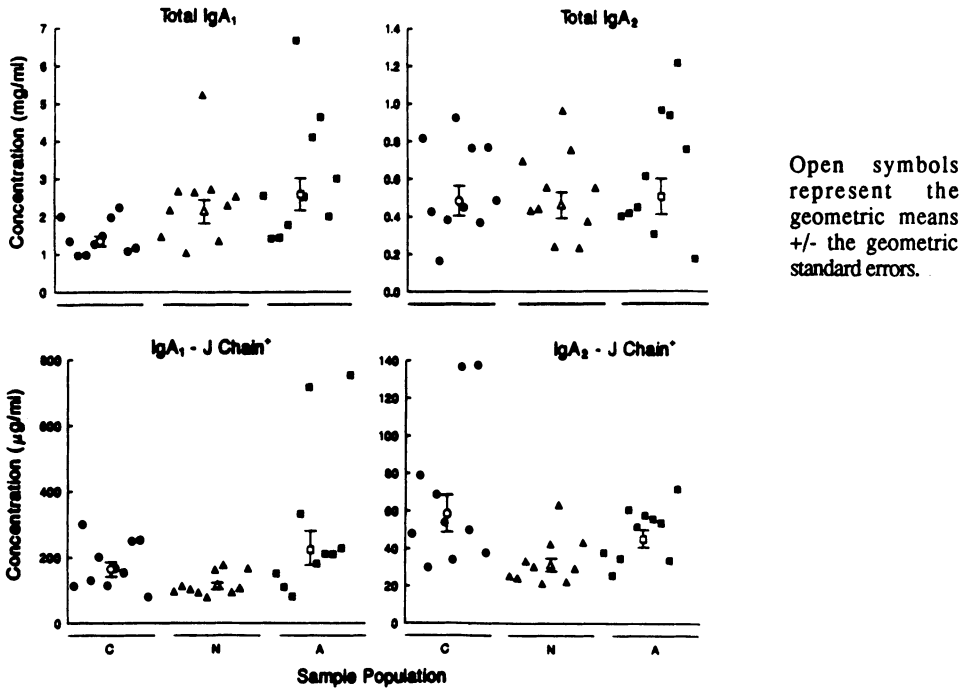 Total IgA₁
Total IgA₂
Concentration (mg/ml)
7
6
5
4
3
2
1
0
1.4
1.2
1.0
0.8
0.6
0.4
0.2
0.0
Open symbols
represent the
geometric means
+/- the geometric
standard errors.
IgA₁ - J Chain⁺
IgA₂ - J Chain⁺
Concentration (µg/ml)
800
600
400
200
0
140
120
100
80
60
40
20
0
C N A
C N A
Sample Population